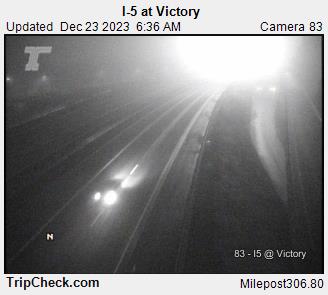 I-5 at Victory
Updated Dec 23 2023 6:36 AM Camera 83
T
N
83 - I5 @ Victory
TripCheck.com Milepost306.80